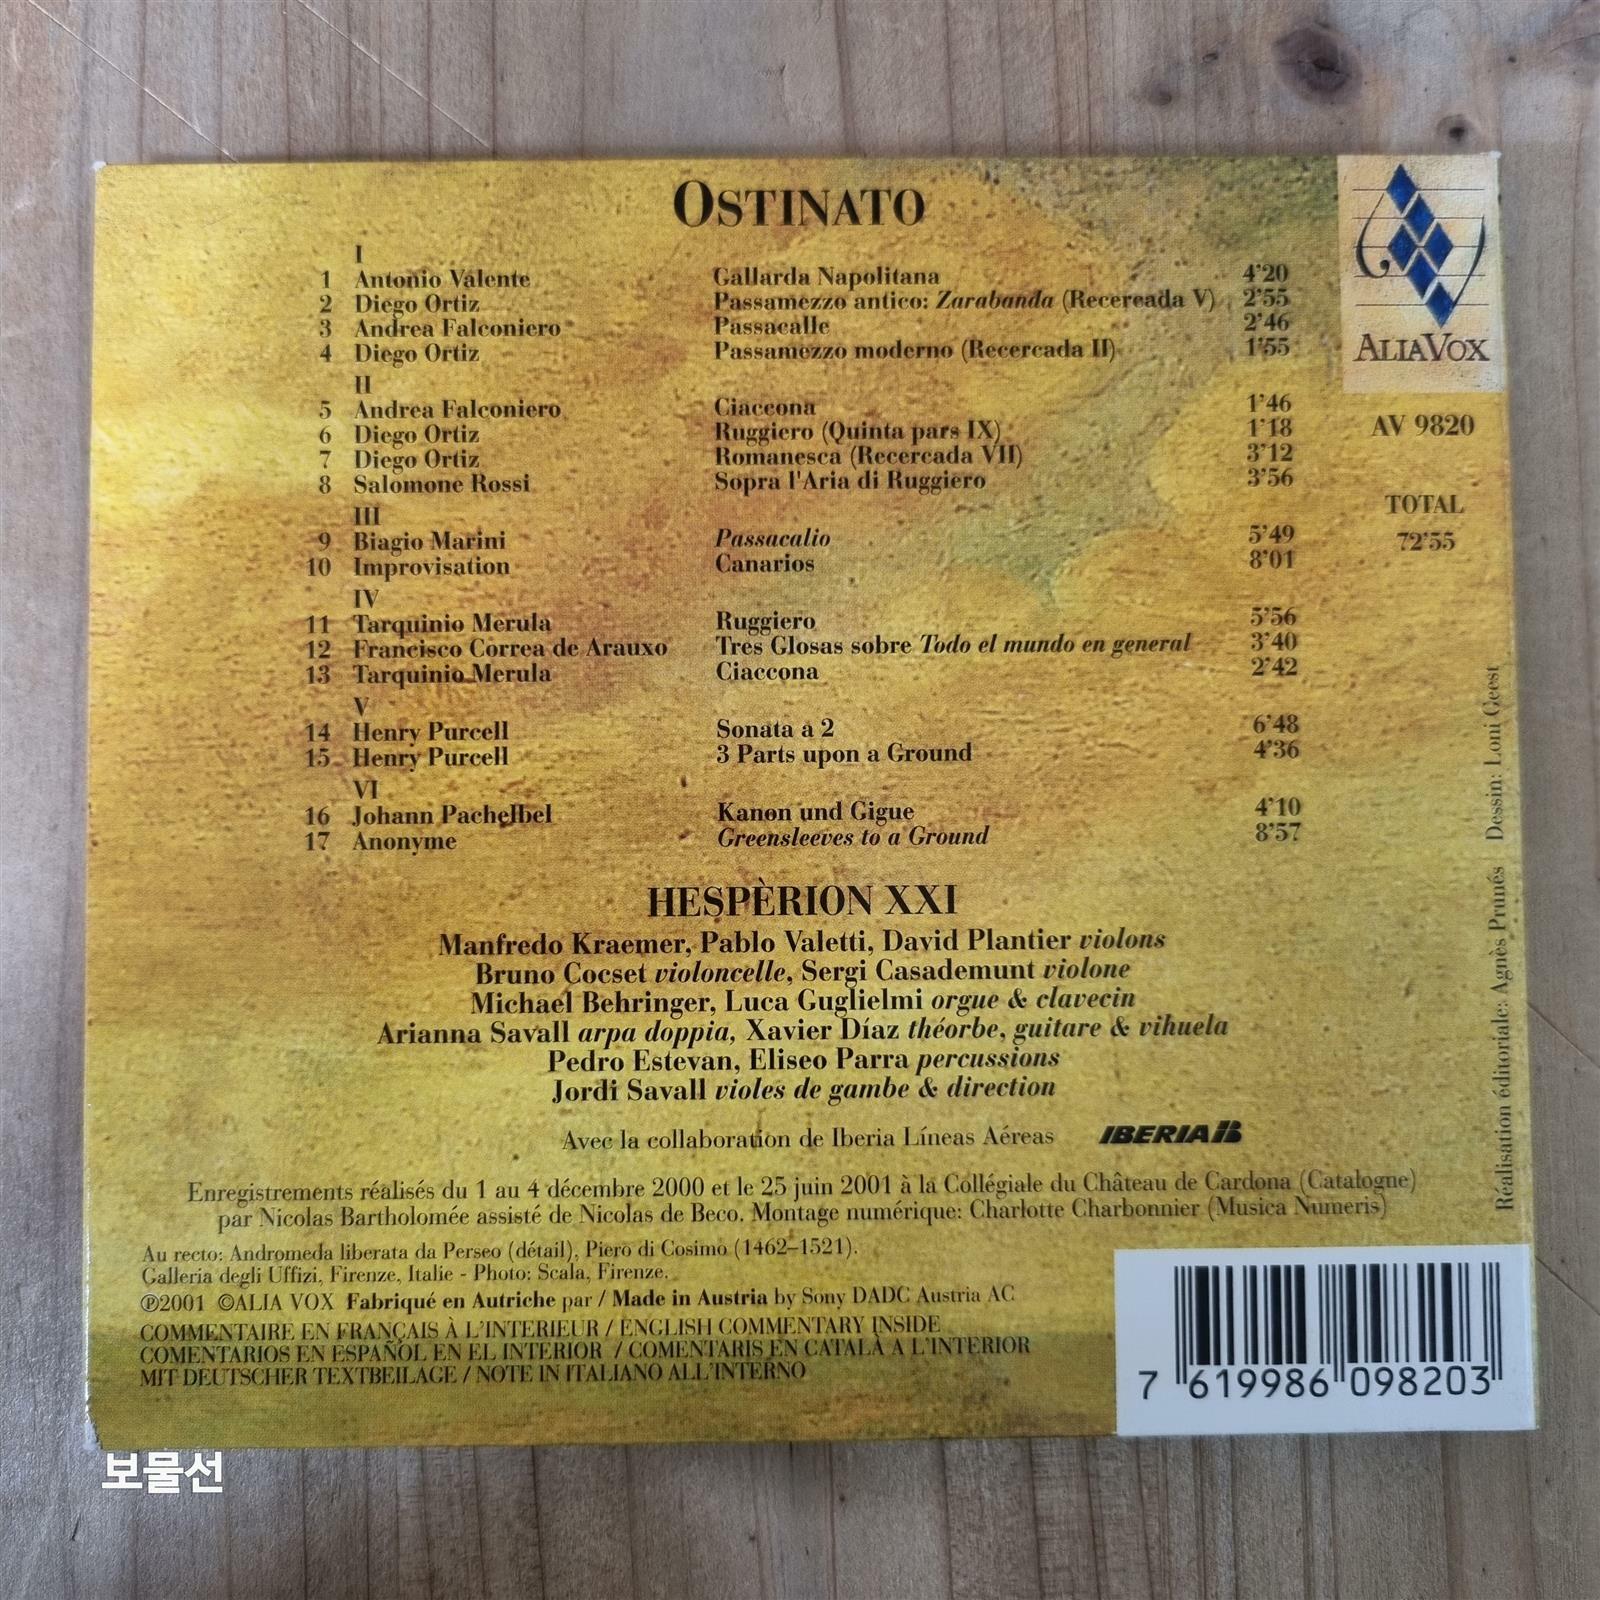 OSTINATO
I
1 Antonio Valente Gallarda Napolitana 4'20
2 Diego Ortiz Passamezzo antico: Zarabanda (Recercada V) 2'55
3 Andrea Falconiero Passacalle 2'46
4 Diego Ortiz Passamezzo moderno (Recercada II) 1'55
II
5 Andrea Falconiero Ciaccona 1'46
6 Diego Ortiz Ruggiero (Quinta pars IX) 1'18
7 Diego Ortiz Romanesca (Recercada VII) 3'12
8 Salomone Rossi Sopra l'Aria di Ruggiero 3'56
III
9 Biagio Marini Passacalio 5'49
10 Improvisation Canarios 8'01
IV
11 Tarquinio Merula Ruggiero 5'56
12 Francisco Correa de Arauxo Tres Glosas sobre Todo el mundo en general 3'40
13 Tarquinio Merula Ciaccona 2'42
V
14 Henry Purcell Sonata a 2 6'48
15 Henry Purcell 3 Parts upon a Ground 4'36
VI
16 Johann Pachelbel Kanon und Gigue 4'10
17 Anonyme Greensleeves to a Ground 8'57
ALIAVOX
AV 9820
TOTAL
72'55
HESPÈRION XXI
Manfredo Kraemer, Pablo Valetti, David Plantier violons
Bruno Cocset violoncelle, Sergi Casademunt violone
Michael Behringer, Luca Guglielmi orgue & clavecin
Arianna Savall arpa doppia, Xavier Díaz théorbe, guitare & vihuela
Pedro Estevan, Eliseo Parra percussions
Jordi Savall violes de gambe & direction
Avec la collaboration de Iberia Líneas Aéreas IBERIA
Enregistrements réalisés du 1 au 4 décembre 2000 et le 25 juin 2001 à la Collégiale du Château de Cardona (Catalogne)
par Nicolas Bartholomée assisté de Nicolas de Beco. Montage numérique: Charlotte Charbonnier (Musica Numeris)
Au recto: Andromeda liberata da Perseo (détail), Piero di Cosimo (1462–1521).
Galleria degli Uffizi, Firenze, Italie - Photo: Scala, Firenze.
℗2001 ©ALIA VOX Fabriqué en Autriche par / Made in Austria by Sony DADC Austria AG
COMMENTAIRE EN FRANÇAIS À L'INTERIEUR / ENGLISH COMMENTARY INSIDE
COMENTARIOS EN ESPAÑOL EN EL INTERIOR / COMENTARIS EN CATALÀ A L'INTERIOR
MIT DEUTSCHER TEXTBEILAGE / NOTE IN ITALIANO ALL'INTERNO
Réalisation éditoriale: Agnès Prunés Dessin: Loni Geest
7 619986 098203
보물선